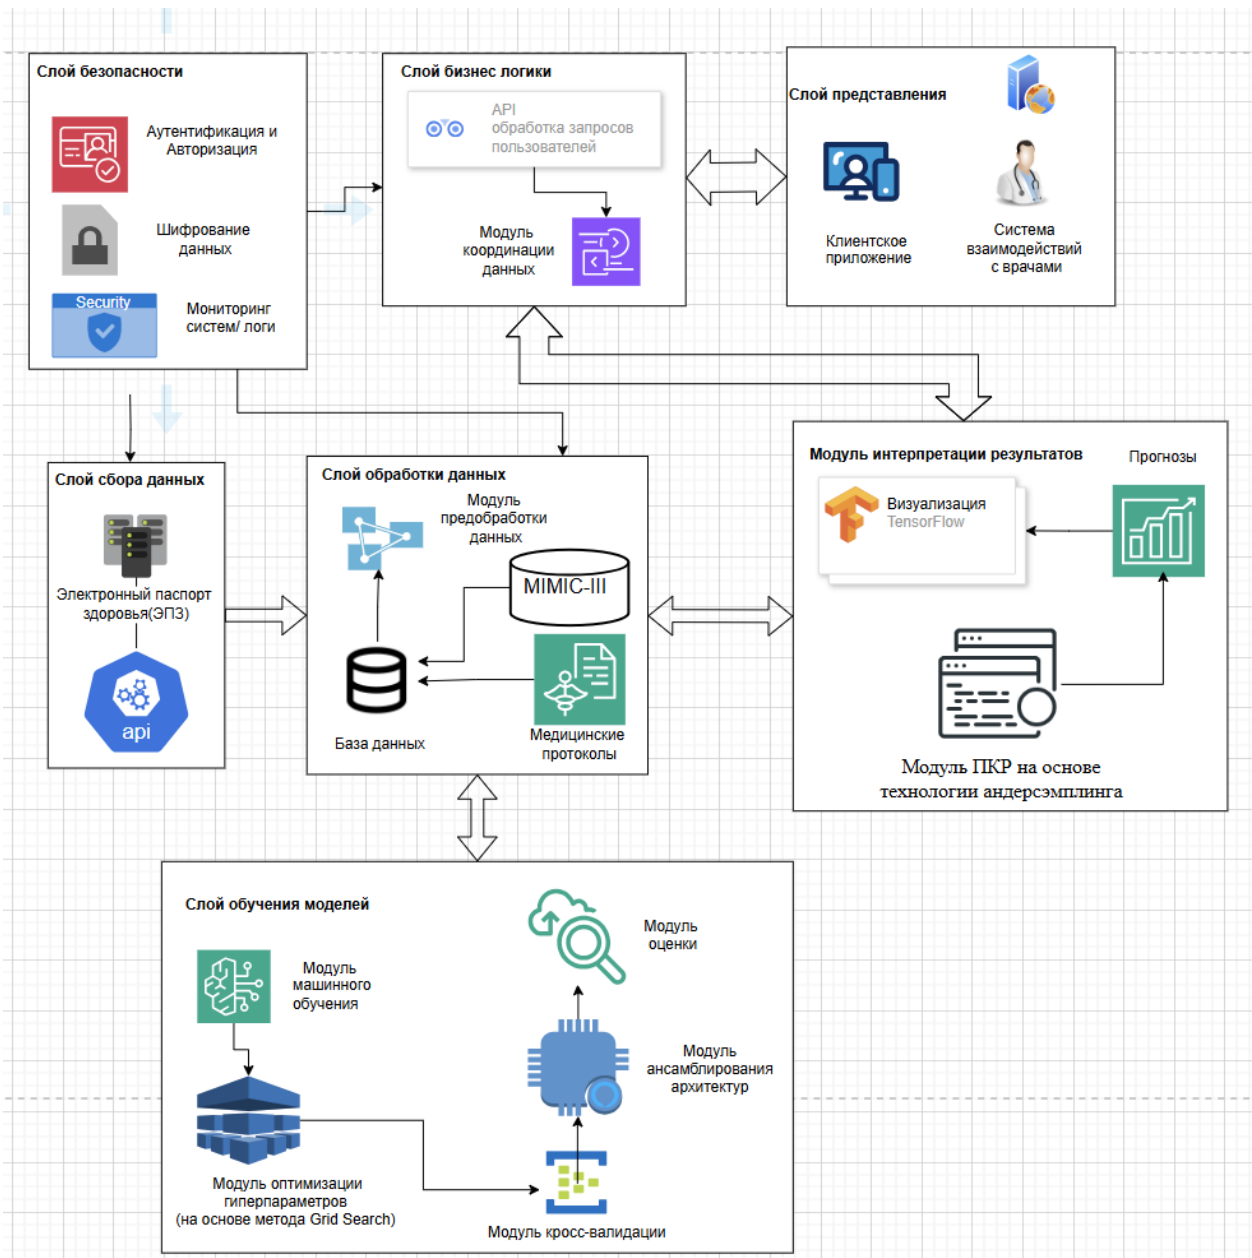 Слой безопасности
Аутентификация и
Авторизация
Шифрование
данных
Security
Мониторинг
систем/ логи
Слой бизнес логики
API
обработка запросов
пользователей
Модуль
координации
данных
Слой представления
Клиентское
приложение
Система
взаимодействий
с врачами
Слой сбора данных
Электронный паспорт
здоровья(ЭПЗ)
api
Слой обработки данных
Модуль
предобработки
данных
MIMIC-III
База данных
Медицинские
протоколы
Модуль интерпретации результатов
Прогнозы
Визуализация
TensorFlow
Модуль ПКР на основе
технологии андерсэмплинга
Слой обучения моделей
Модуль
машинного
обучения
Модуль
оценки
Модуль
ансамблирования
архитектур
Модуль оптимизации
гиперпараметров
(на основе метода Grid Search)
Модуль кросс-валидации